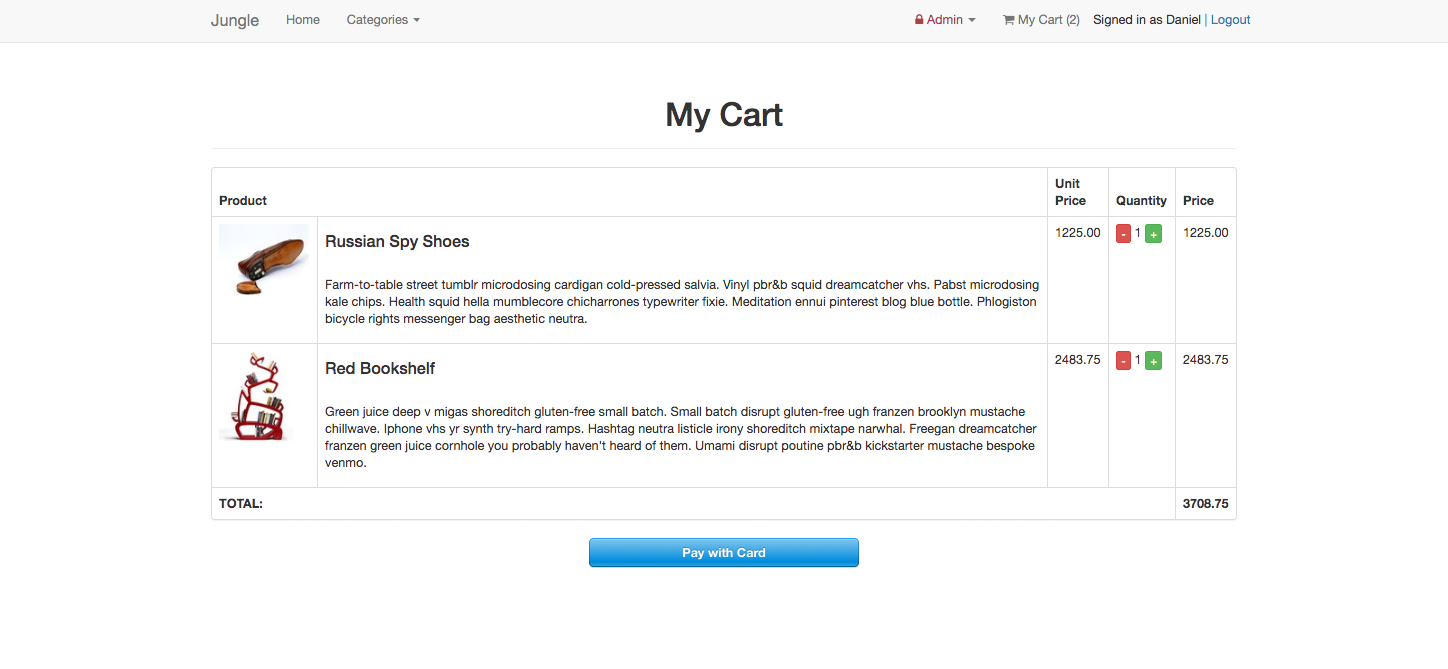 Jungle Home Categories Admin My Cart (2) Signed in as Daniel | Logout
My Cart
Product Unit Price Quantity Price
Russian Spy Shoes 1225.00 - 1 + 1225.00
Farm-to-table street tumblr microdosing cardigan cold-pressed salvia. Vinyl pbr&b squid dreamcatcher vhs. Pabst microdosing
kale chips. Health squid hella mumblecore chicharrones typewriter fixie. Meditation ennui pinterest blog blue bottle. Phlogiston
bicycle rights messenger bag aesthetic neutra.
Red Bookshelf 2483.75 - 1 + 2483.75
Green juice deep v migas shoreditch gluten-free small batch. Small batch disrupt gluten-free ugh franzen brooklyn mustache
chillwave. Iphone vhs yr synth try-hard ramps. Hashtag neutra listicle irony shoreditch mixtape narwhal. Freegan dreamcatcher
franzen green juice cornhole you probably haven't heard of them. Umami disrupt poutine pbr&b kickstarter mustache bespoke
venmo.
TOTAL: 3708.75
Pay with Card